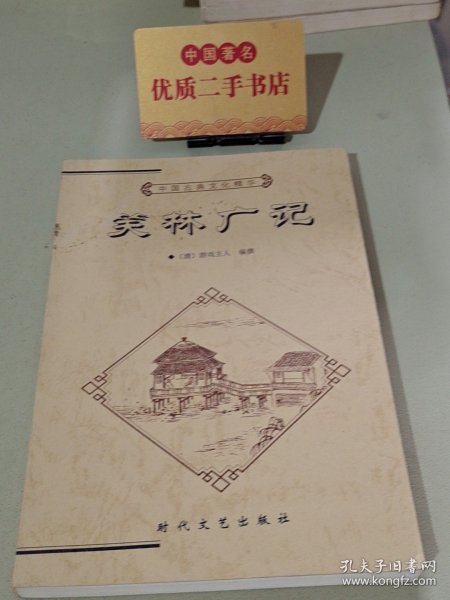 中国著名
优质二手书店
中国古典文化精华
笑林广记
◆〔清〕游戏主人 编撰
时代文艺出版社
孔夫子旧书网
www.kongfz.com